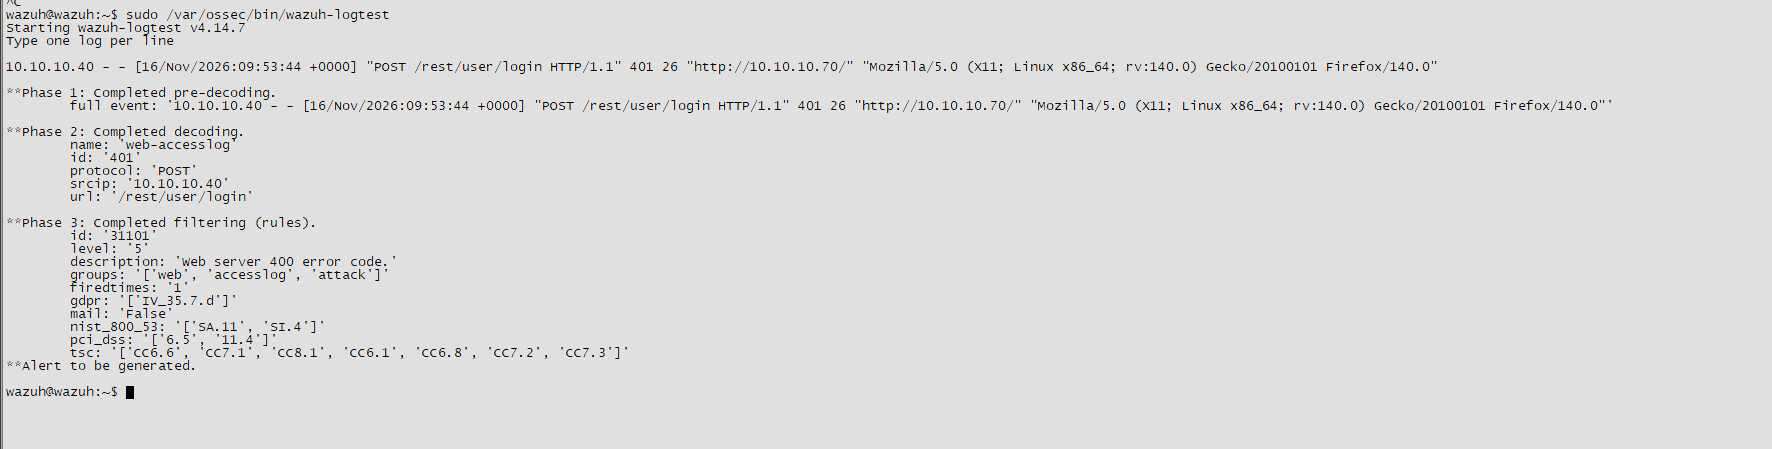 ^C
wazuh@wazuh:~$ sudo /var/ossec/bin/wazuh-logtest
Starting wazuh-logtest v4.14.7
Type one log per line
10.10.10.40 - - [16/Nov/2026:09:53:44 +0000] "POST /rest/user/login HTTP/1.1" 401 26 "http://10.10.10.70/" "Mozilla/5.0 (X11; Linux x86_64; rv:140.0) Gecko/20100101 Firefox/140.0"
**Phase 1: Completed pre-decoding.
full event: '10.10.10.40 - - [16/Nov/2026:09:53:44 +0000] "POST /rest/user/login HTTP/1.1" 401 26 "http://10.10.10.70/" "Mozilla/5.0 (X11; Linux x86_64; rv:140.0) Gecko/20100101 Firefox/140.0"'
**Phase 2: Completed decoding.
name: 'web-accesslog'
id: '401'
protocol: 'POST'
srcip: '10.10.10.40'
url: '/rest/user/login'
**Phase 3: Completed filtering (rules).
id: '31101'
level: '5'
description: 'Web server 400 error code.'
groups: '['web', 'accesslog', 'attack']'
firedtimes: '1'
gdpr: '['IV_35.7.d']'
mail: 'False'
nist_800_53: '['SA.11', 'SI.4']'
pci_dss: '['6.5', '11.4']'
tsc: '['CC6.6', 'CC7.1', 'CC8.1', 'CC6.1', 'CC6.8', 'CC7.2', 'CC7.3']'
**Alert to be generated.
wazuh@wazuh:~$